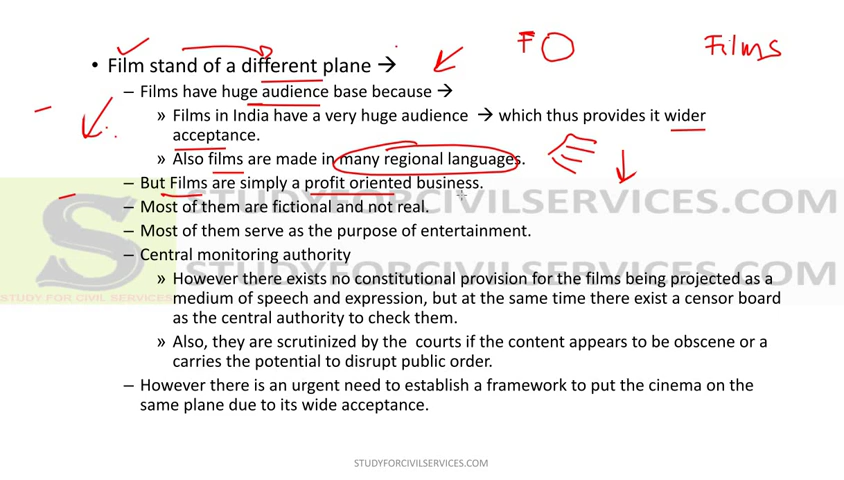 F O
Films
• Film stand of a different plane →
– Films have huge audience base because →
» Films in India have a very huge audience → which thus provides it wider
acceptance.
» Also films are made in many regional languages.
– But Films are simply a profit oriented business.
– Most of them are fictional and not real.
– Most of them serve as the purpose of entertainment.
– Central monitoring authority
» However there exists no constitutional provision for the films being projected as a
medium of speech and expression, but at the same time there exist a censor board
as the central authority to check them.
» Also, they are scrutinized by the courts if the content appears to be obscene or a
carries the potential to disrupt public order.
– However there is an urgent need to establish a framework to put the cinema on the
same plane due to its wide acceptance.
S
STUDYFORCIVILSERVICES.COM
STUDYFORCIVILSERVICES.COM
STUDY FOR CIVIL SERVICES
STUDYFORCIVILSERVICES.COM